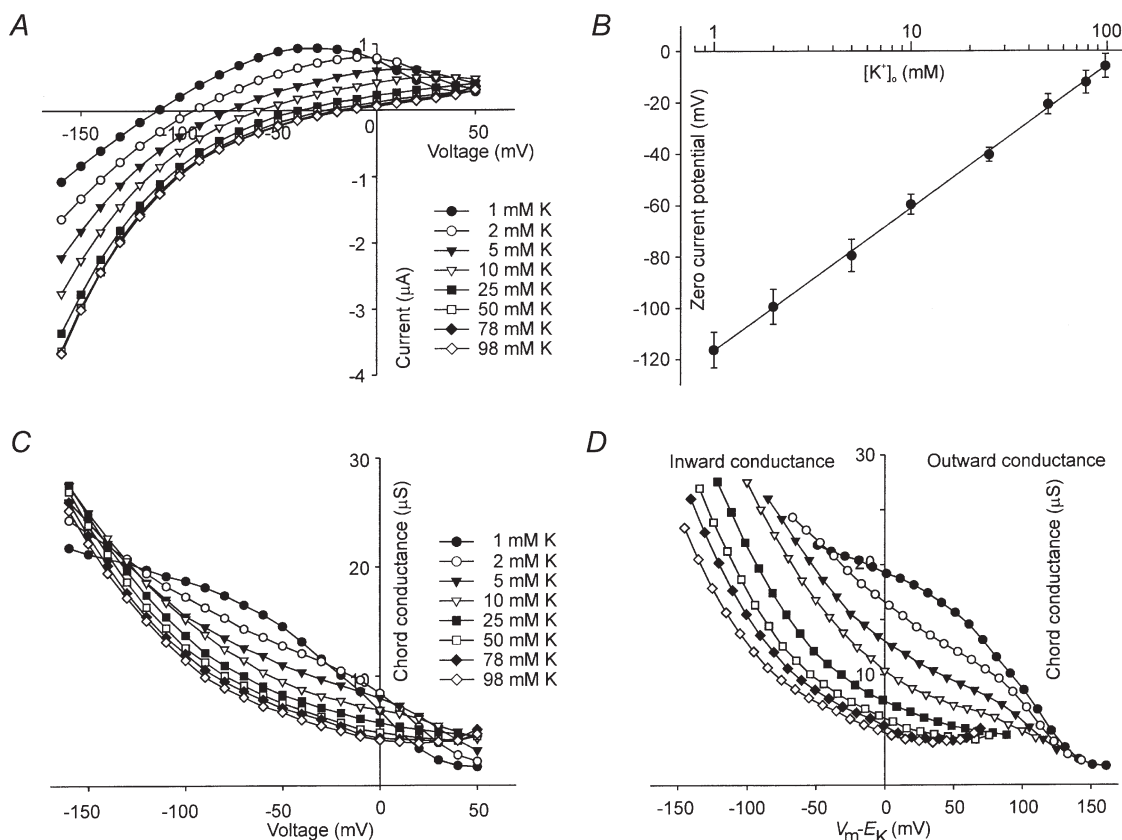 A
1
-150
-100
-50
0
50
Voltage (mV)
-1
-2
-3
-4
Current (μA)
1 mM K
2 mM K
5 mM K
10 mM K
25 mM K
50 mM K
78 mM K
98 mM K
B
1
10
100
[K⁺]ₒ (mM)
0
-20
-40
-60
-80
-100
-120
Zero current potential (mV)
C
30
20
10
Chord conductance (μS)
1 mM K
2 mM K
5 mM K
10 mM K
25 mM K
50 mM K
78 mM K
98 mM K
-150
-100
-50
0
50
Voltage (mV)
D
30
Inward conductance
Outward conductance
20
10
Chord conductance (μS)
-150
-100
-50
0
50
100
150
Vm-EK (mV)